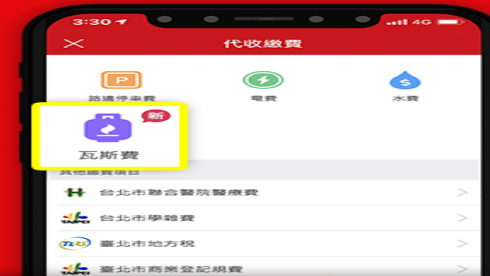 3:30
4G
代收繳費
P
路邊停車費
電費
水費
新
瓦斯費
其他繳費項目
台北市聯合醫院醫療費
TAIPEI
台北市學雜費
臺北市地方稅
TAIPEI
臺北市商業登記規費